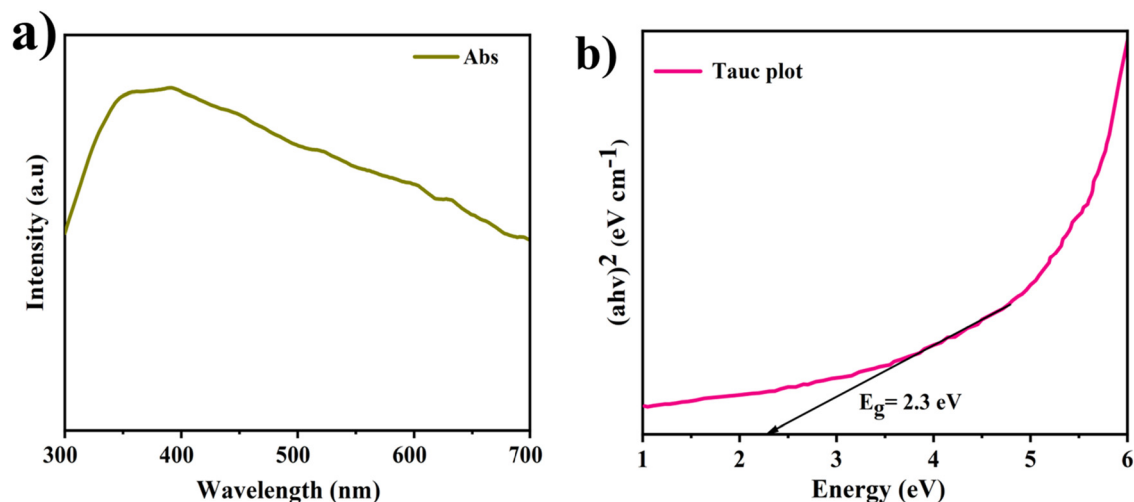 a)
Abs
Intensity (a.u)
300 400 500 600 700
Wavelength (nm)
b)
Tauc plot
(ahv)² (eV cm⁻¹)
E_g= 2.3 eV
1 2 3 4 5 6
Energy (eV)